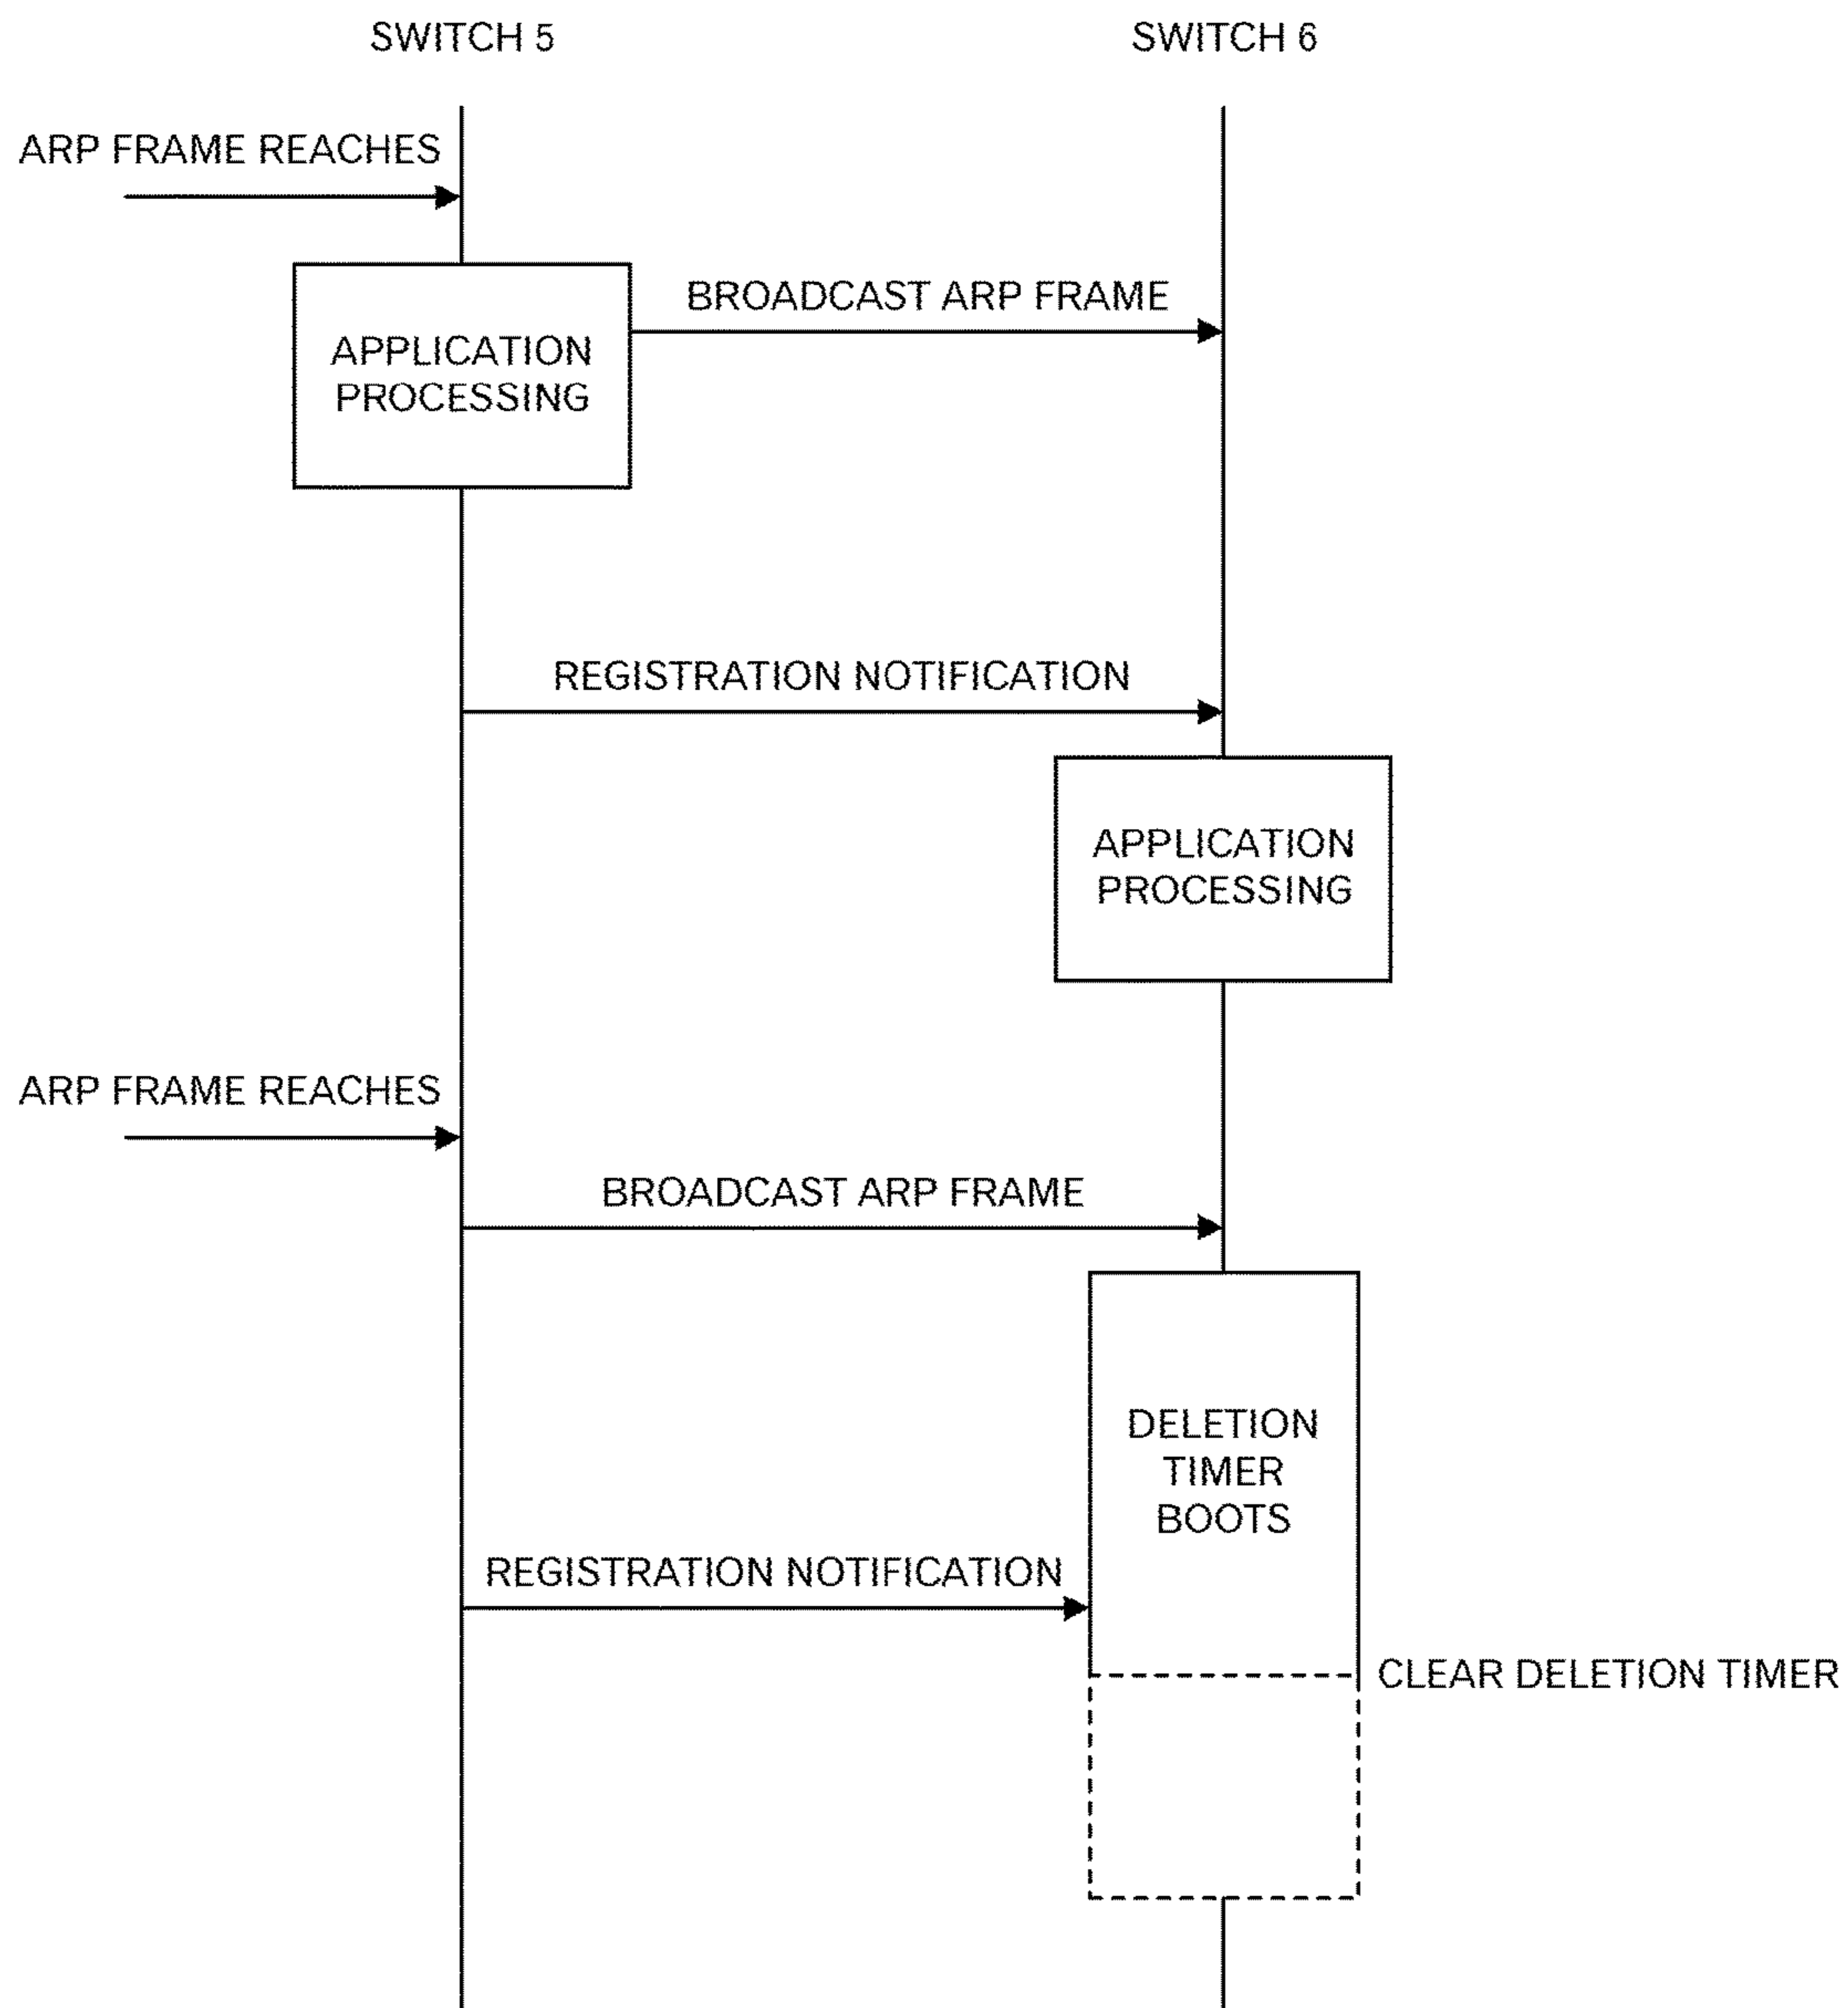 SWITCH 5
SWITCH 6
ARP FRAME REACHES
BROADCAST ARP FRAME
APPLICATION
PROCESSING
REGISTRATION NOTIFICATION
APPLICATION
PROCESSING
ARP FRAME REACHES
BROADCAST ARP FRAME
DELETION
TIMER
BOOTS
REGISTRATION NOTIFICATION
CLEAR DELETION TIMER